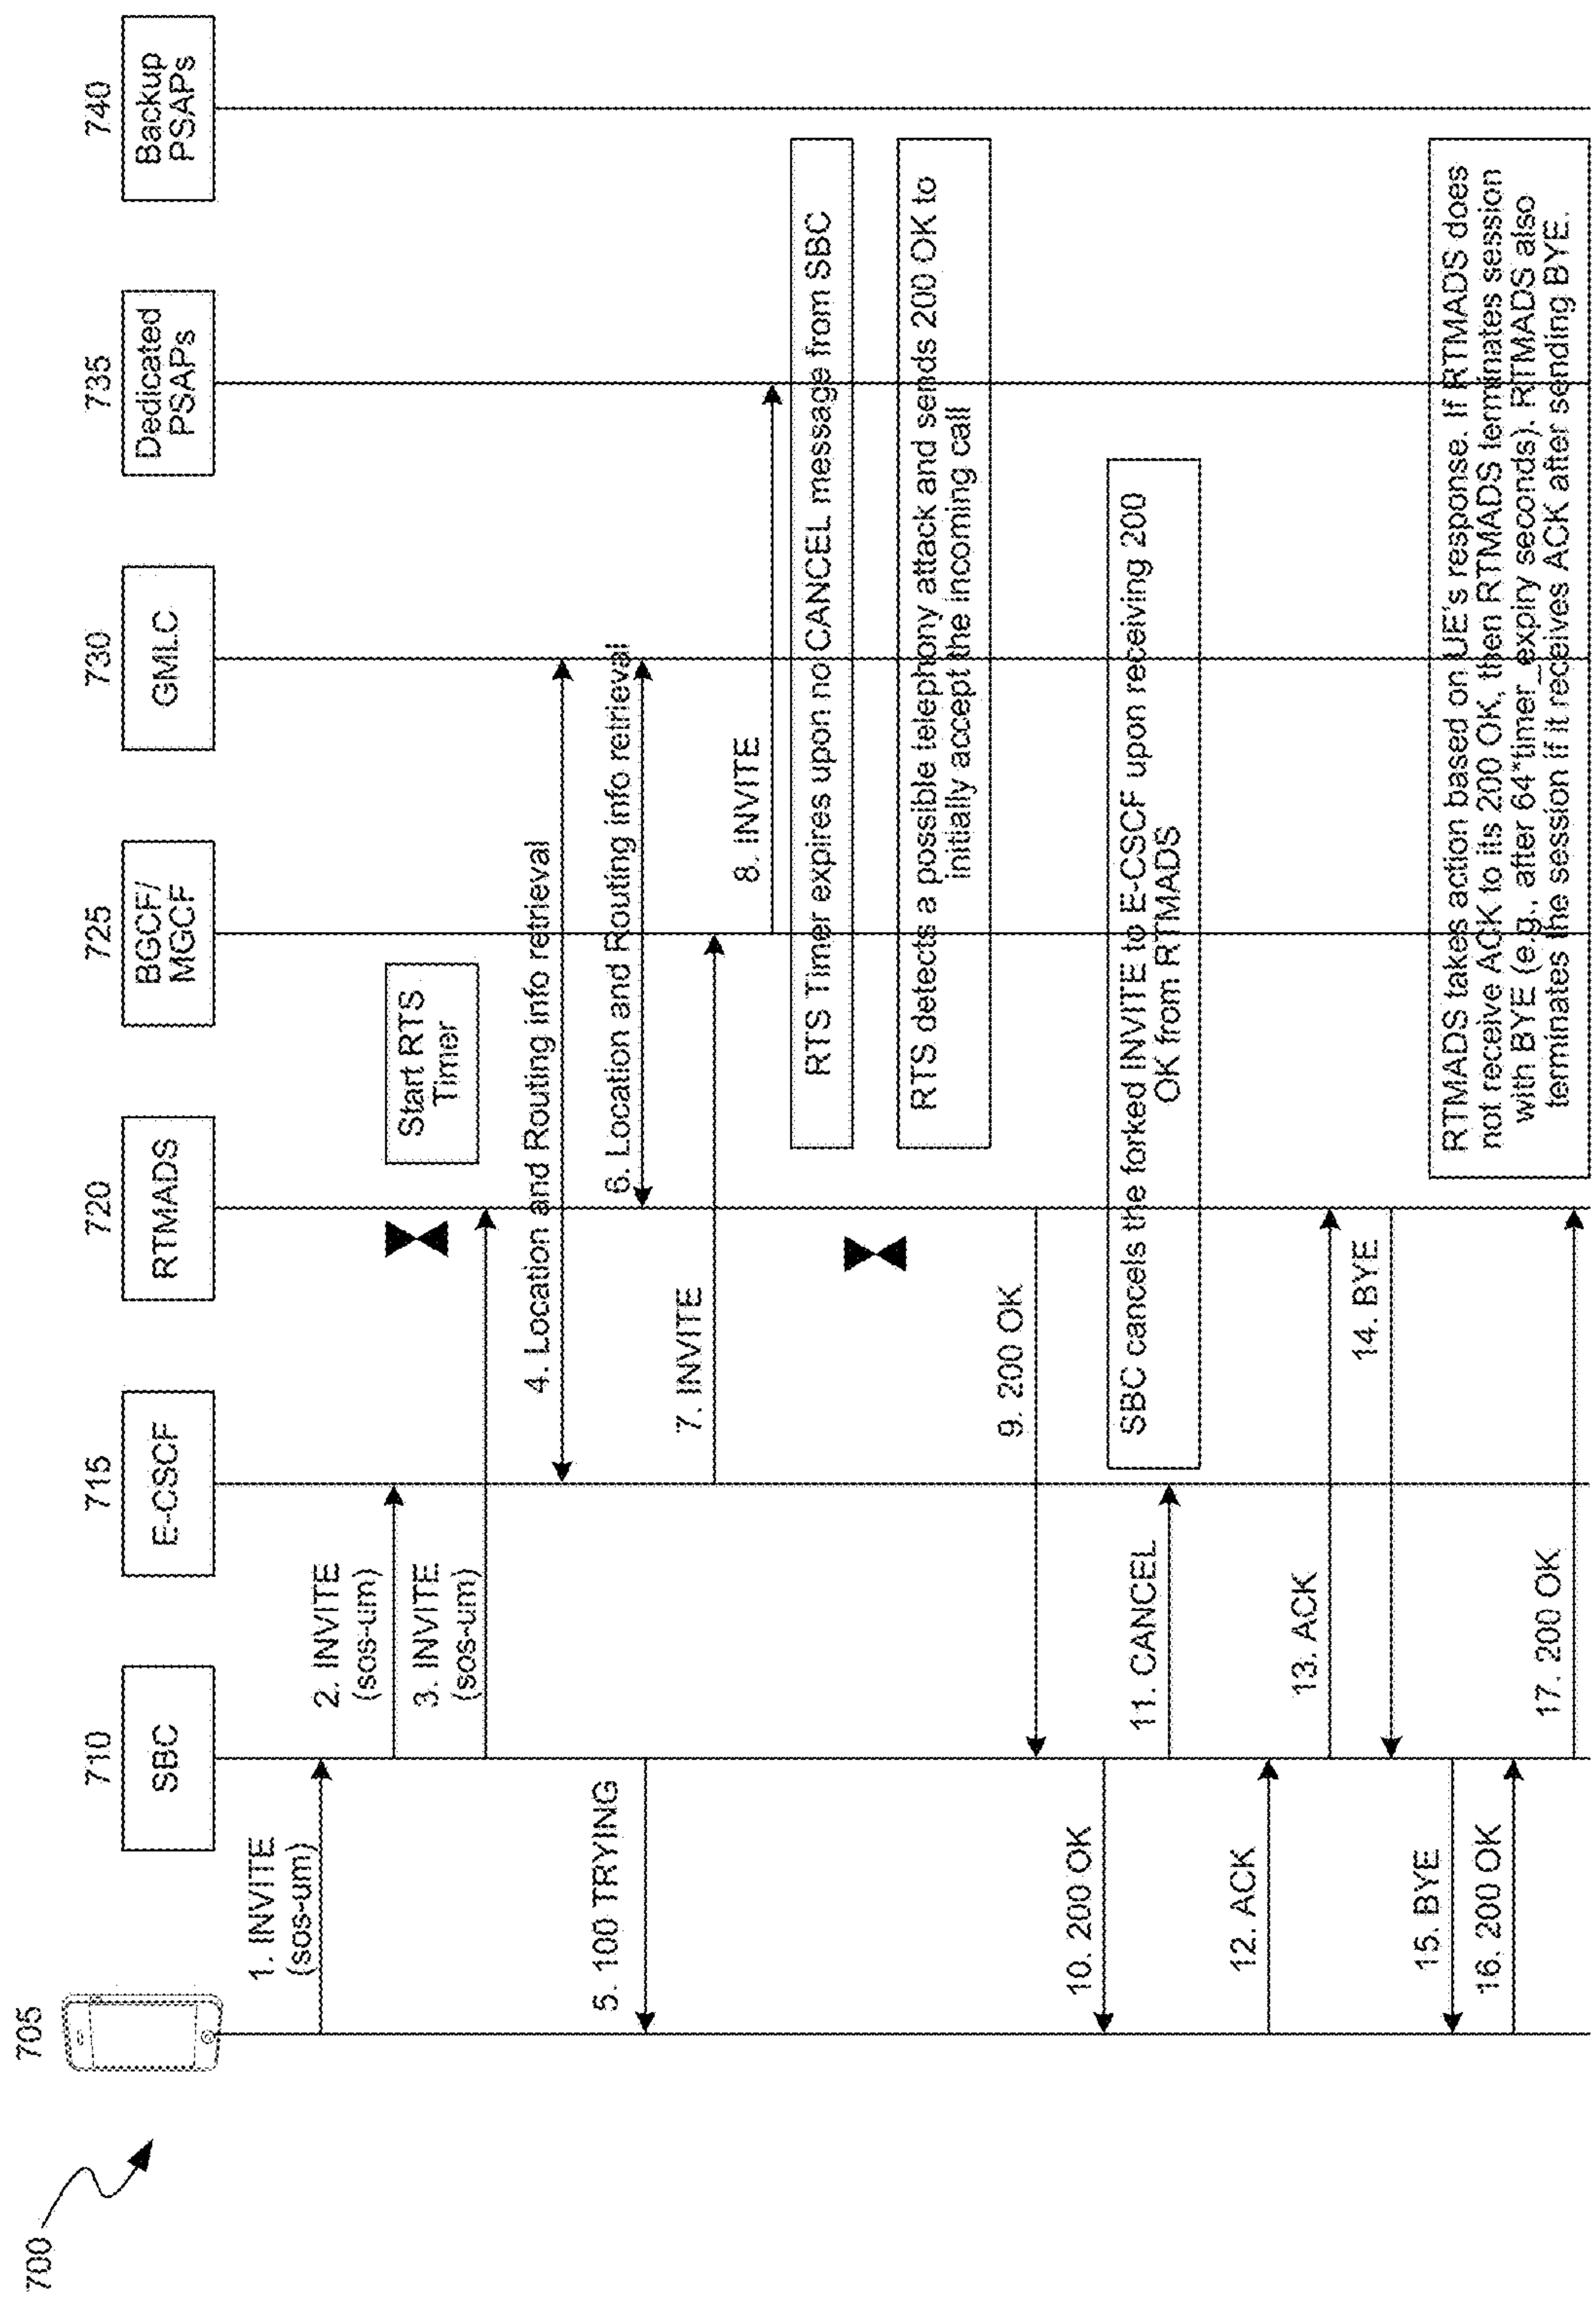 700
705
710
SBC
715
E-CSCF
720
RTMADS
725
BGCF/
MGCF
730
GMLC
735
Dedicated
PSAPs
740
Backup
PSAPs
1. INVITE
(sos-um)
2. INVITE
(sos-um)
Start RTS
Timer
3. INVITE
(sos-um)
4. Location and Routing info retrieval
5. 100 TRYING
6. Location and Routing info retrieval
7. INVITE
8. INVITE
RTS Timer expires upon no CANCEL message from SBC
RTS detects a possible telephony attack and sends 200 OK to
initially accept the incoming call
9. 200 OK
10. 200 OK
SBC cancels the forked INVITE to E-CSCF upon receiving 200
OK from RTMADS
11. CANCEL
12. ACK
13. ACK
14. BYE
15. BYE
16. 200 OK
RTMADS takes action based on UE's response. If RTMADS does
not receive ACK to its 200 OK, then RTMADS terminates session
with BYE (e.g., after 64*timer_expiry seconds). RTMADS also
terminates the session if it receives ACK after sending BYE.
17. 200 OK